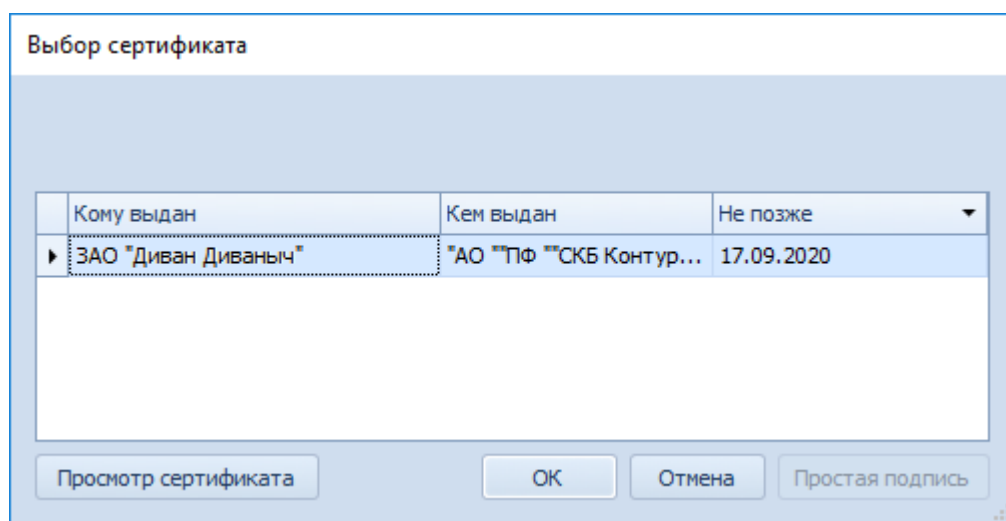 Выбор сертификата
Кому выдан Кем выдан Не позже
ЗАО "Диван Диваныч" "АО ""ПФ ""СКБ Контур... 17.09.2020
Просмотр сертификата ОК Отмена Простая подпись